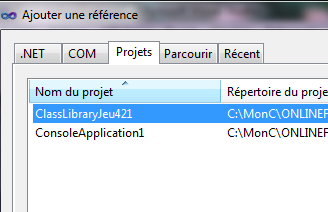 Ajouter une référence
.NET COM Projets Parcourir Récent
Nom du projet Répertoire du proje
ClassLibraryJeu421 C:\MonC\ONLINEF
ConsoleApplication1 C:\MonC\ONLINEF